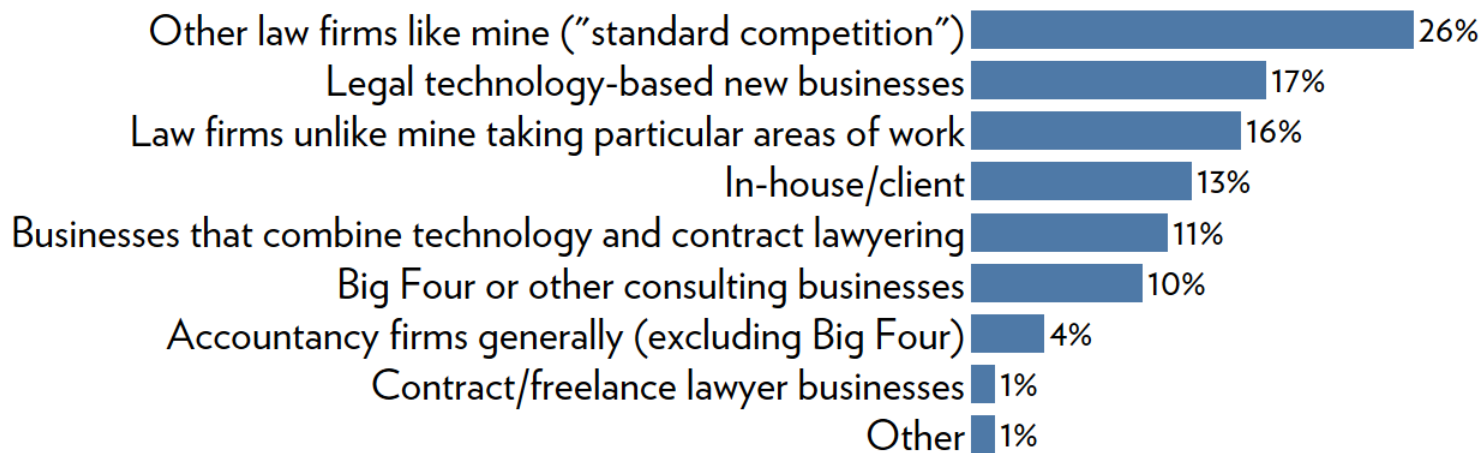 Other law firms like mine ("standard competition") 26%
Legal technology-based new businesses 17%
Law firms unlike mine taking particular areas of work 16%
In-house/client 13%
Businesses that combine technology and contract lawyering 11%
Big Four or other consulting businesses 10%
Accountancy firms generally (excluding Big Four) 4%
Contract/freelance lawyer businesses 1%
Other 1%